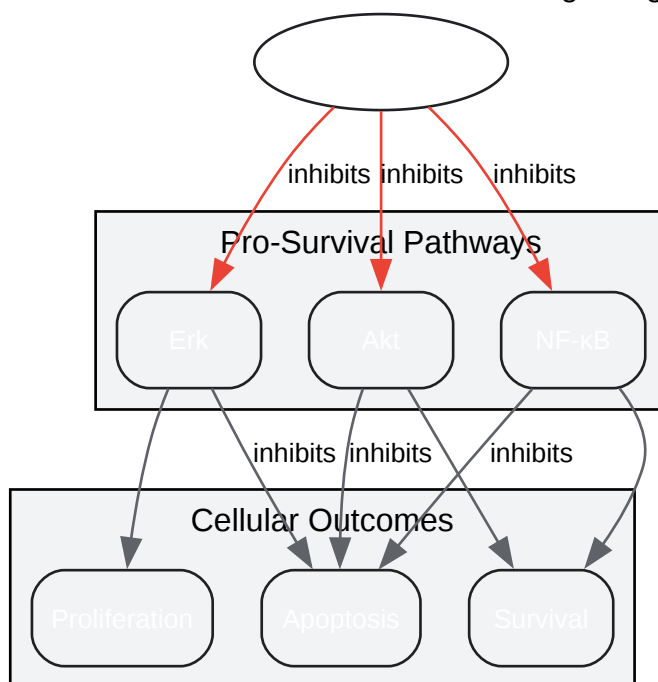 inhibits inhibits inhibits
Pro-Survival Pathways
Erk Akt NF-κB
inhibits inhibits inhibits
Cellular Outcomes
Proliferation Apoptosis Survival